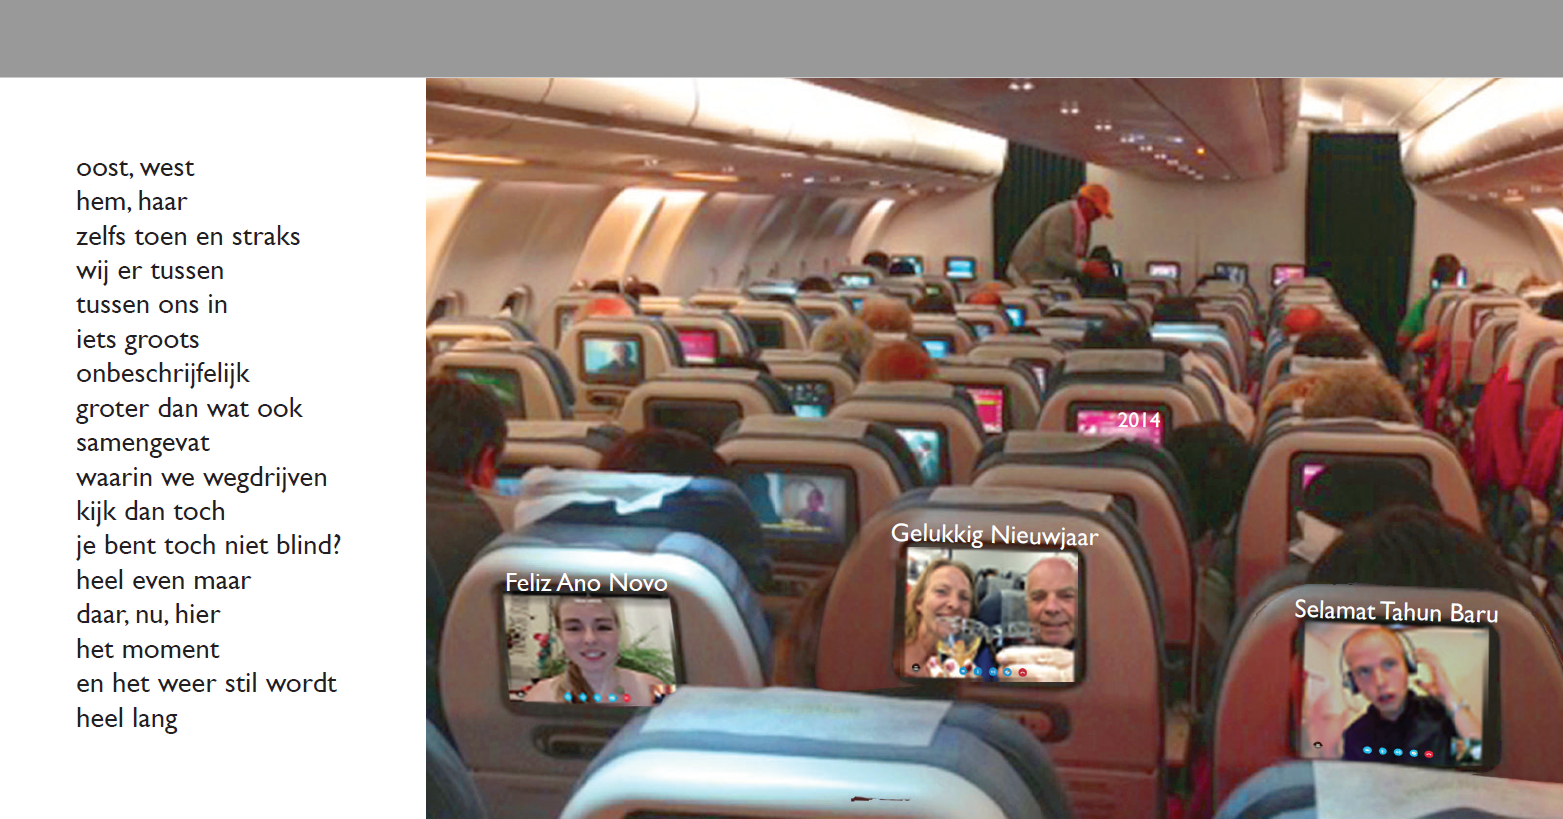 oost, west
hem, haar
zelfs toen en straks
wij er tussen
tussen ons in
iets groots
onbeschrijfelijk
groter dan wat ook
samengevat
waarin we wegdrijven
kijk dan toch
je bent toch niet blind?
heel even maar
daar, nu, hier
het moment
en het weer stil wordt
heel lang
2014
Gelukkig Nieuwjaar
Feliz Ano Novo
Selamat Tahun Baru